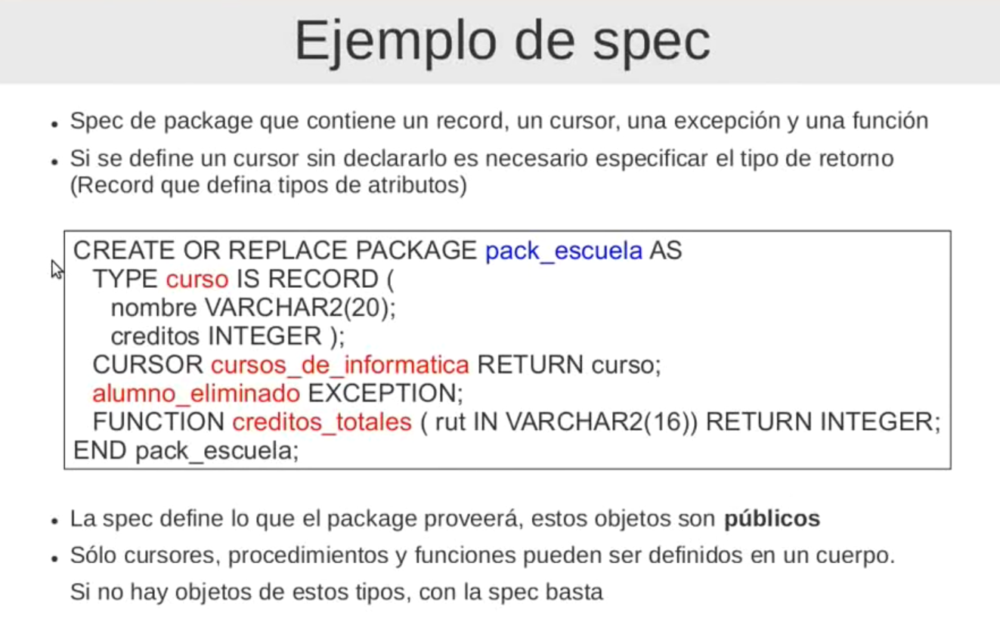 Ejemplo de spec
• Spec de package que contiene un record, un cursor, una excepción y una función
• Si se define un cursor sin declararlo es necesario especificar el tipo de retorno
(Record que defina tipos de atributos)
CREATE OR REPLACE PACKAGE pack_escuela AS
TYPE curso IS RECORD (
nombre VARCHAR2(20);
creditos INTEGER );
CURSOR cursos_de_informatica RETURN curso;
alumno_eliminado EXCEPTION;
FUNCTION creditos_totales ( rut IN VARCHAR2(16)) RETURN INTEGER;
END pack_escuela;
• La spec define lo que el package proveerá, estos objetos son públicos
• Sólo cursores, procedimientos y funciones pueden ser definidos en un cuerpo.
Si no hay objetos de estos tipos, con la spec basta